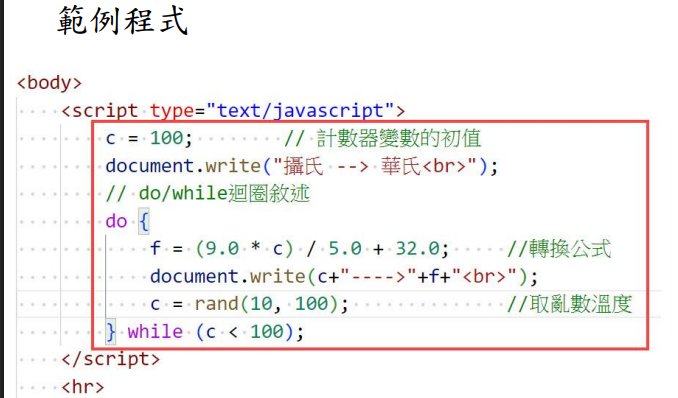 範例程式
<body>
<script type="text/javascript">
c = 100; // 計數器變數的初值
document.write("攝氏 --> 華氏<br>");
// do/while迴圈敘述
do {
f = (9.0 * c) / 5.0 + 32.0; //轉換公式
document.write(c+"---->"+f+"<br>");
c = rand(10, 100); //取亂數溫度
} while (c < 100);
</script>
<hr>